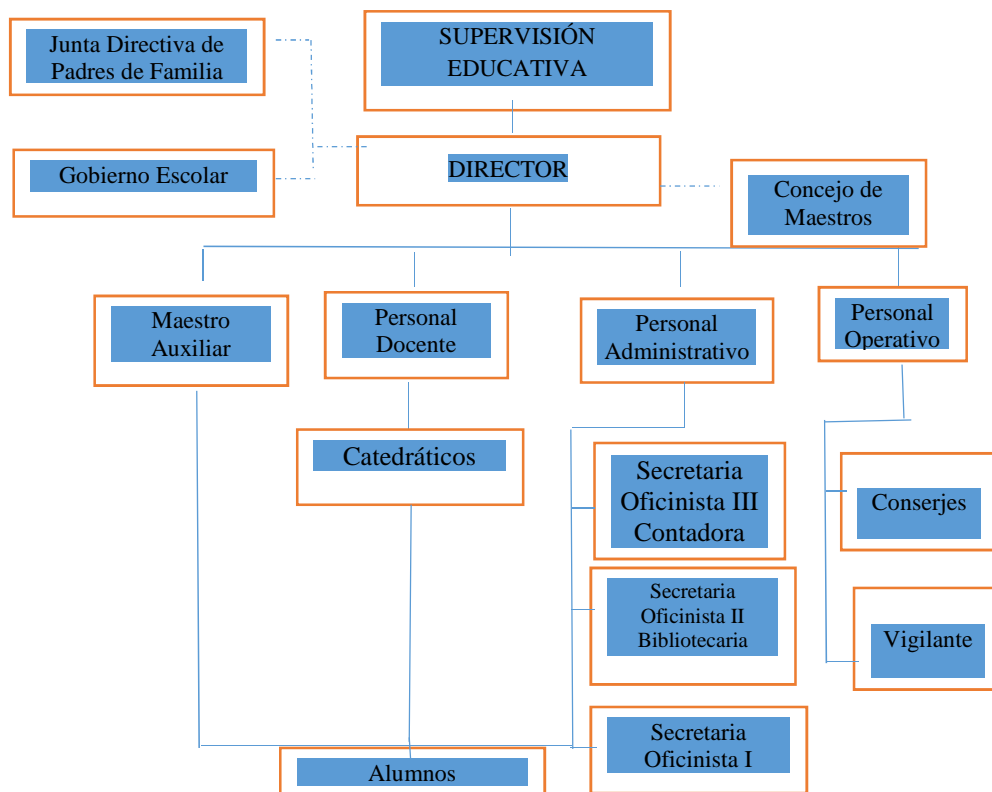 Junta Directiva de
Padres de Familia
SUPERVISIÓN
EDUCATIVA
Gobierno Escolar
DIRECTOR
Concejo de
Maestros
Maestro
Auxiliar
Personal
Docente
Personal
Administrativo
Personal
Operativo
Catedráticos
Secretaria
Oficinista III
Contadora
Conserjes
Secretaria
Oficinista II
Bibliotecaria
Vigilante
Secretaria
Oficinista I
Alumnos